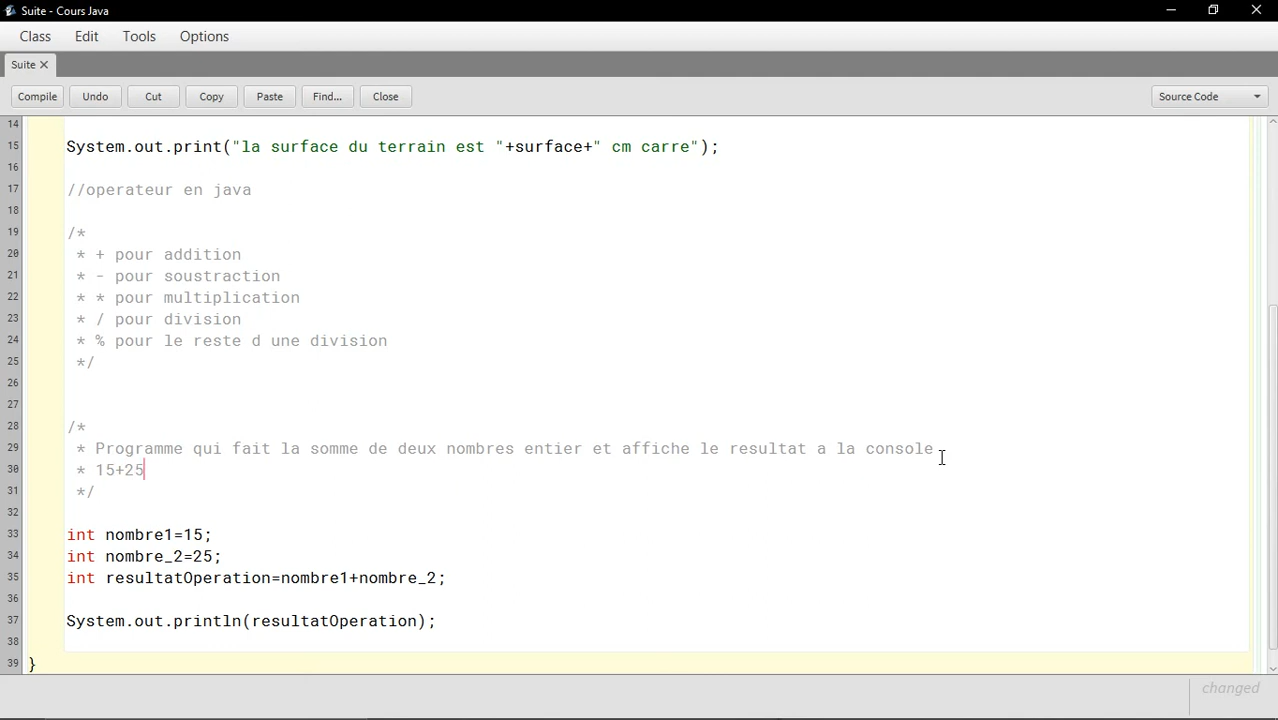 Suite - Cours Java
Class Edit Tools Options
Suite
Compile Undo Cut Copy Paste Find... Close Source Code
14
15 System.out.print("la surface du terrain est "+surface+" cm carre");
16
17 //operateur en java
18
19 /*
20 * + pour addition
21 * - pour soustraction
22 * * pour multiplication
23 * / pour division
24 * % pour le reste d une division
25 */
26
27
28 /*
29 * Programme qui fait la somme de deux nombres entier et affiche le resultat a la console
30 * 15+25
31 */
32
33 int nombre1=15;
34 int nombre_2=25;
35 int resultatOperation=nombre1+nombre_2;
36
37 System.out.println(resultatOperation);
38
39 }
changed